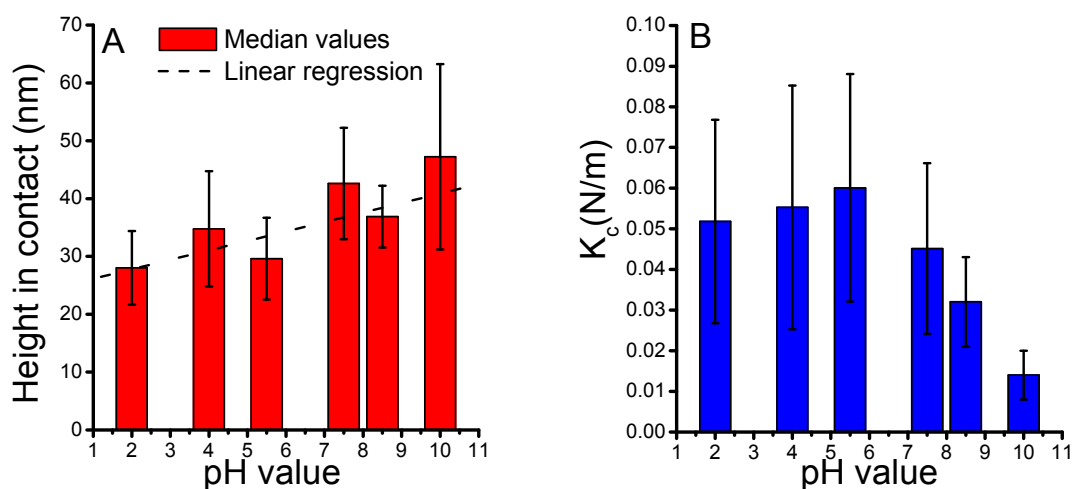 A
Median values
Linear regression
Height in contact (nm)
70
60
50
40
30
20
10
0
1 2 3 4 5 6 7 8 9 10 11
pH value
B
Kc(N/m)
0.10
0.09
0.08
0.07
0.06
0.05
0.04
0.03
0.02
0.01
0.00
1 2 3 4 5 6 7 8 9 10 11
pH value